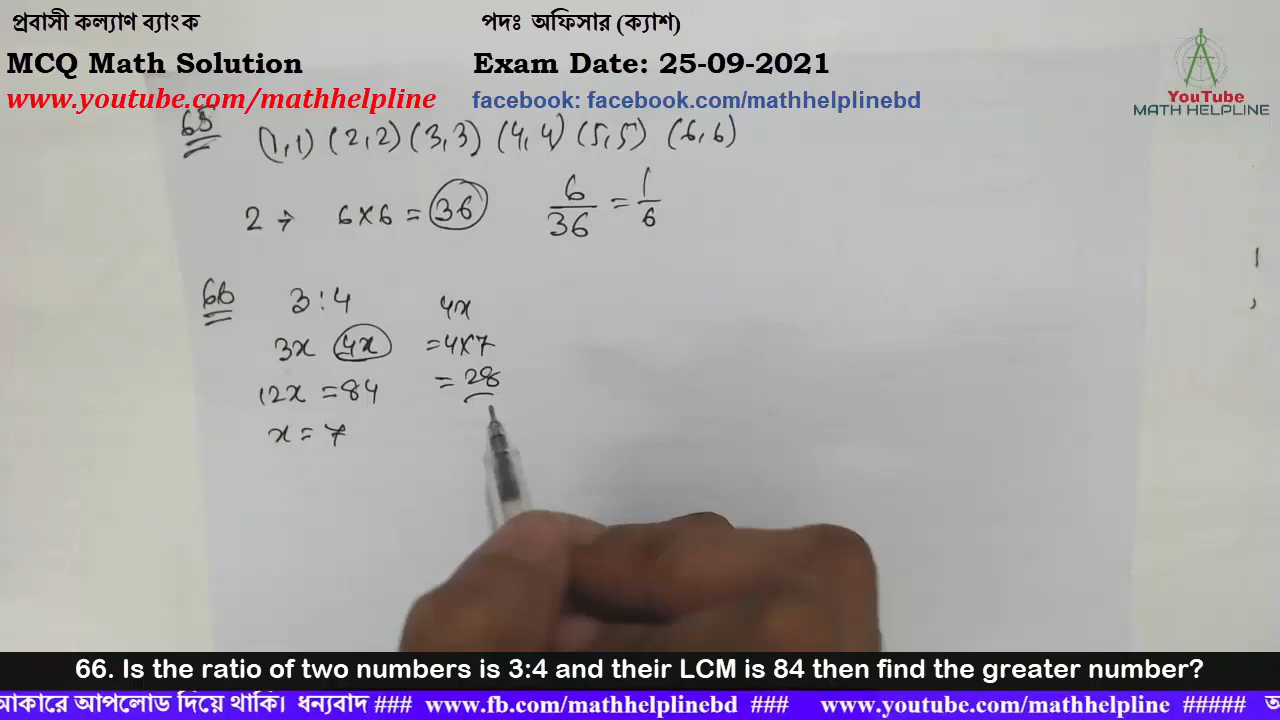 প্রবাসী কল্যাণ ব্যাংক
পদঃ অফিসার (ক্যাশ)
MCQ Math Solution
Exam Date: 25-09-2021
www.youtube.com/mathhelpline
facebook: facebook.com/mathhelplinebd
YouTube
MATH HELPLINE
65 (1,1) (2,2) (3,3) (4,4) (5,5) (6,6)
2 → 6×6 = 36 6/36 = 1/6
66 3:4 4x
3x 4x =4×7
12x = 84 = 28
x = 7
66. Is the ratio of two numbers is 3:4 and their LCM is 84 then find the greater number?
আকারে আপলোড দিয়ে থাকি। ধন্যবাদ ### www.fb.com/mathhelplinebd ### www.youtube.com/mathhelpline #####